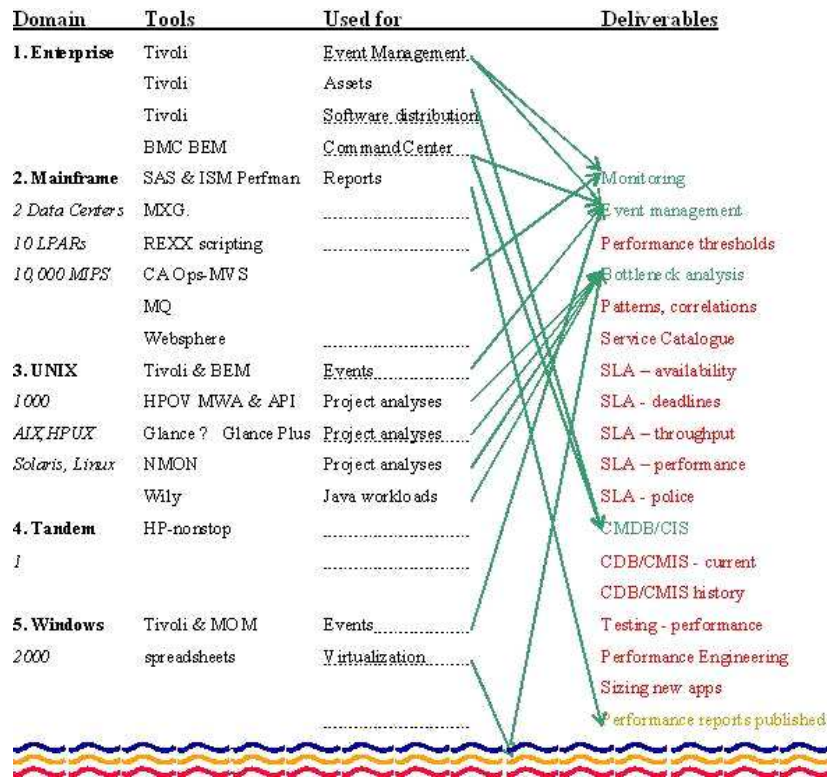 Domain Tools Used for Deliverables
1. Enterprise Tivoli Event Management
Tivoli Assets
Tivoli Software distribution
BMC BEM Command Center
2. Mainframe SAS & ISM Perfman Reports Monitoring
2 Data Centers MXG. Event management
10 LPARs REXX scripting Performance thresholds
10,000 MIPS CA Ops-MVS Bottleneck analysis
MQ Patterns, correlations
Websphere Service Catalogue
3. UNIX Tivoli & BEM Events SLA – availability
1000 HPOV MWA & API Project analyses SLA - deadlines
AIX,HPUX Glance ? Glance Plus Project analyses SLA – throughput
Solaris, Linux NMON Project analyses SLA – performance
Wily Java workloads SLA - police
4. Tandem HP-nonstop CMDB/CIS
1 CDB/CMIS - current
CDB/CMIS history
5. Windows Tivoli & MOM Events Testing - performance
2000 spreadsheets Virtualization Performance Engineering
Sizing new apps
Performance reports published